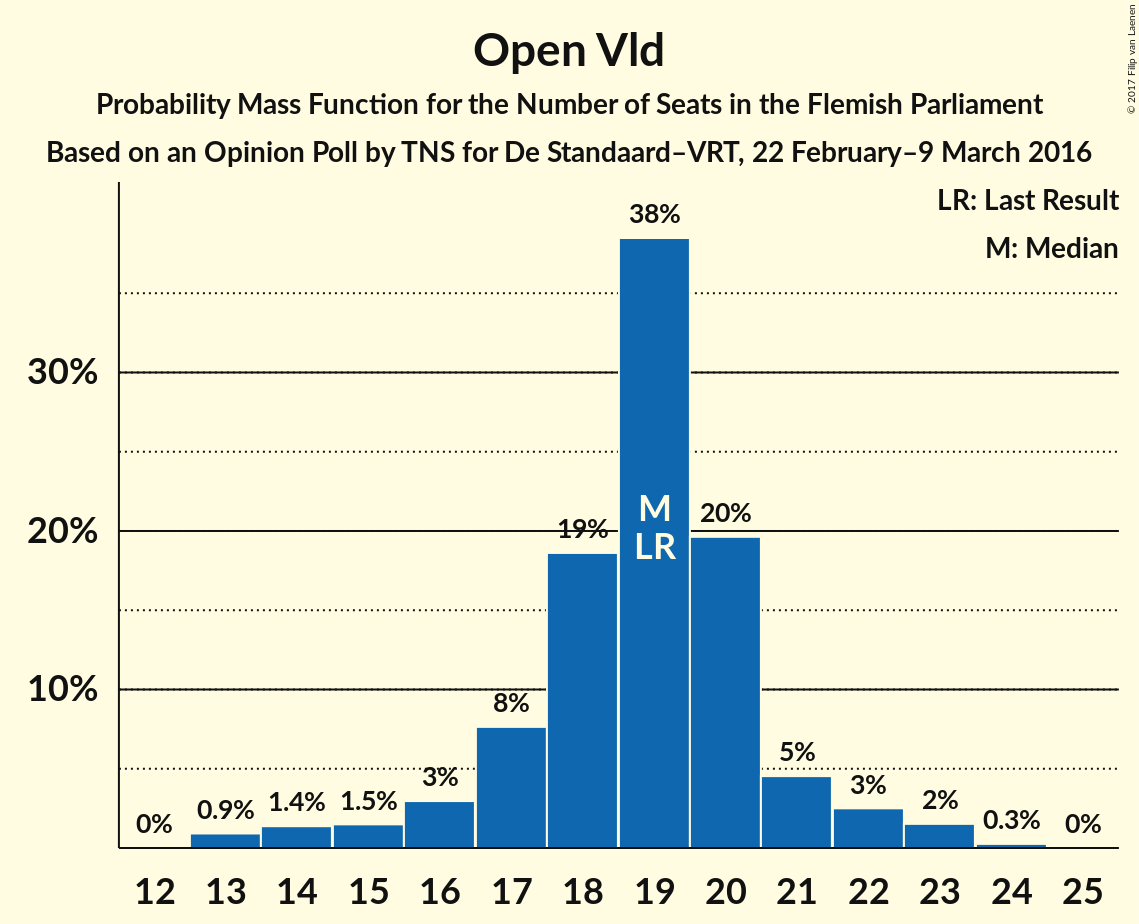 Open Vld
Probability Mass Function for the Number of Seats in the Flemish Parliament
Based on an Opinion Poll by TNS for De Standaard–VRT, 22 February–9 March 2016
© 2017 Filip van Laenen
LR: Last Result
M: Median
30%
20%
10%
0%
0.9%
1.4%
1.5%
3%
8%
19%
38%
M
LR
20%
5%
3%
2%
0.3%
0%
12 13 14 15 16 17 18 19 20 21 22 23 24 25